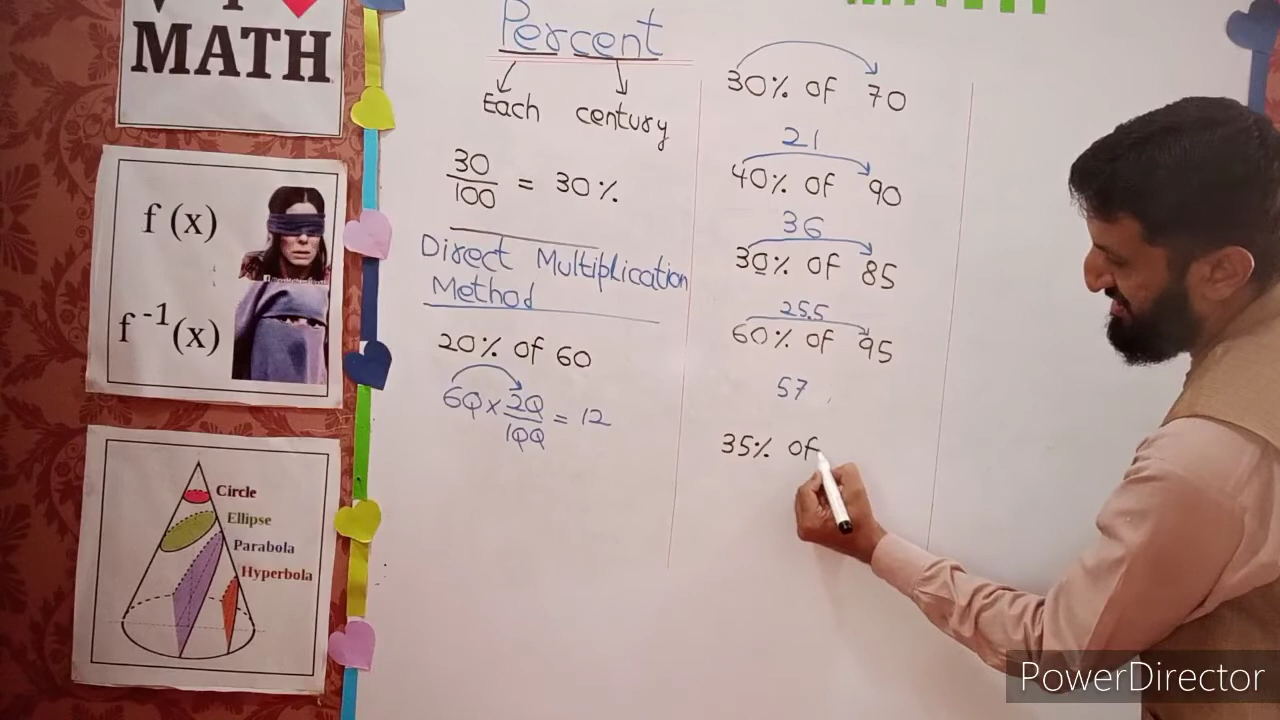 MATH
f (x)
f⁻¹(x)
Circle
Ellipse
Parabola
Hyperbola
Percent
Each century
30/100 = 30%
Direct Multiplication
Method
20% of 60
60 × 20/100 = 12
30% of 70
21
40% of 90
36
30% of 85
25.5
60% of 95
57
35% of
PowerDirector